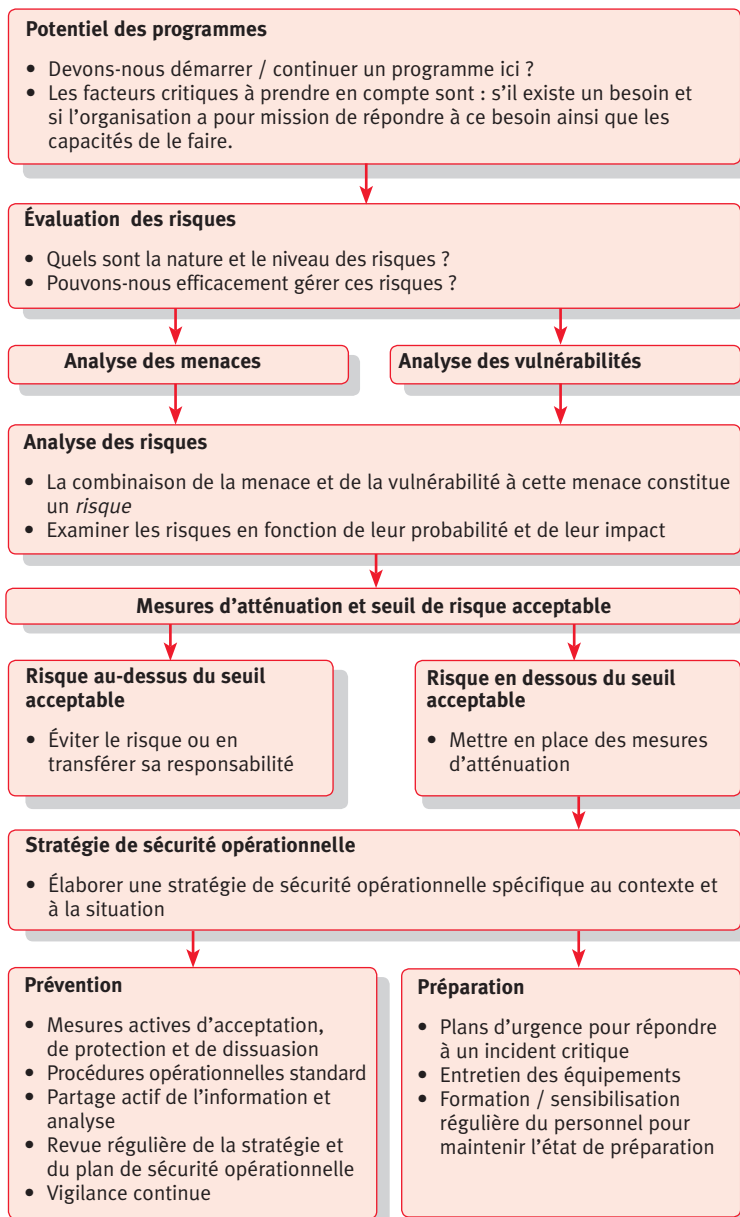 Potentiel des programmes
• Devons-nous démarrer / continuer un programme ici ?
• Les facteurs critiques à prendre en compte sont : s’il existe un besoin et
si l’organisation a pour mission de répondre à ce besoin ainsi que les
capacités de le faire.
Évaluation des risques
• Quels sont la nature et le niveau des risques ?
• Pouvons-nous efficacement gérer ces risques ?
Analyse des menaces
Analyse des vulnérabilités
Analyse des risques
• La combinaison de la menace et de la vulnérabilité à cette menace constitue
un risque
• Examiner les risques en fonction de leur probabilité et de leur impact
Mesures d’atténuation et seuil de risque acceptable
Risque au-dessus du seuil
acceptable
• Éviter le risque ou en
transférer sa responsabilité
Risque en dessous du seuil
acceptable
• Mettre en place des mesures
d’atténuation
Stratégie de sécurité opérationnelle
• Élaborer une stratégie de sécurité opérationnelle spécifique au contexte et
à la situation
Prévention
• Mesures actives d’acceptation,
de protection et de dissuasion
• Procédures opérationnelles standard
• Partage actif de l’information et
analyse
• Revue régulière de la stratégie et
du plan de sécurité opérationnelle
• Vigilance continue
Préparation
• Plans d’urgence pour répondre
à un incident critique
• Entretien des équipements
• Formation / sensibilisation
régulière du personnel pour
maintenir l’état de préparation